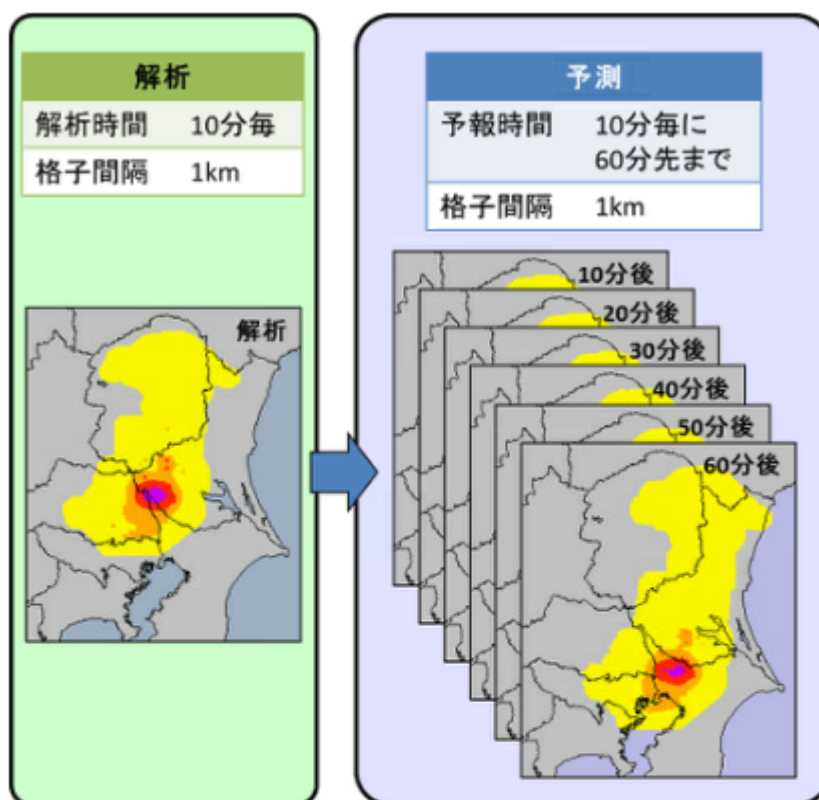 解析
解析時間 10分毎
格子間隔 1km
解析
予測
予報時間 10分毎に
60分先まで
格子間隔 1km
10分後
20分後
30分後
40分後
50分後
60分後